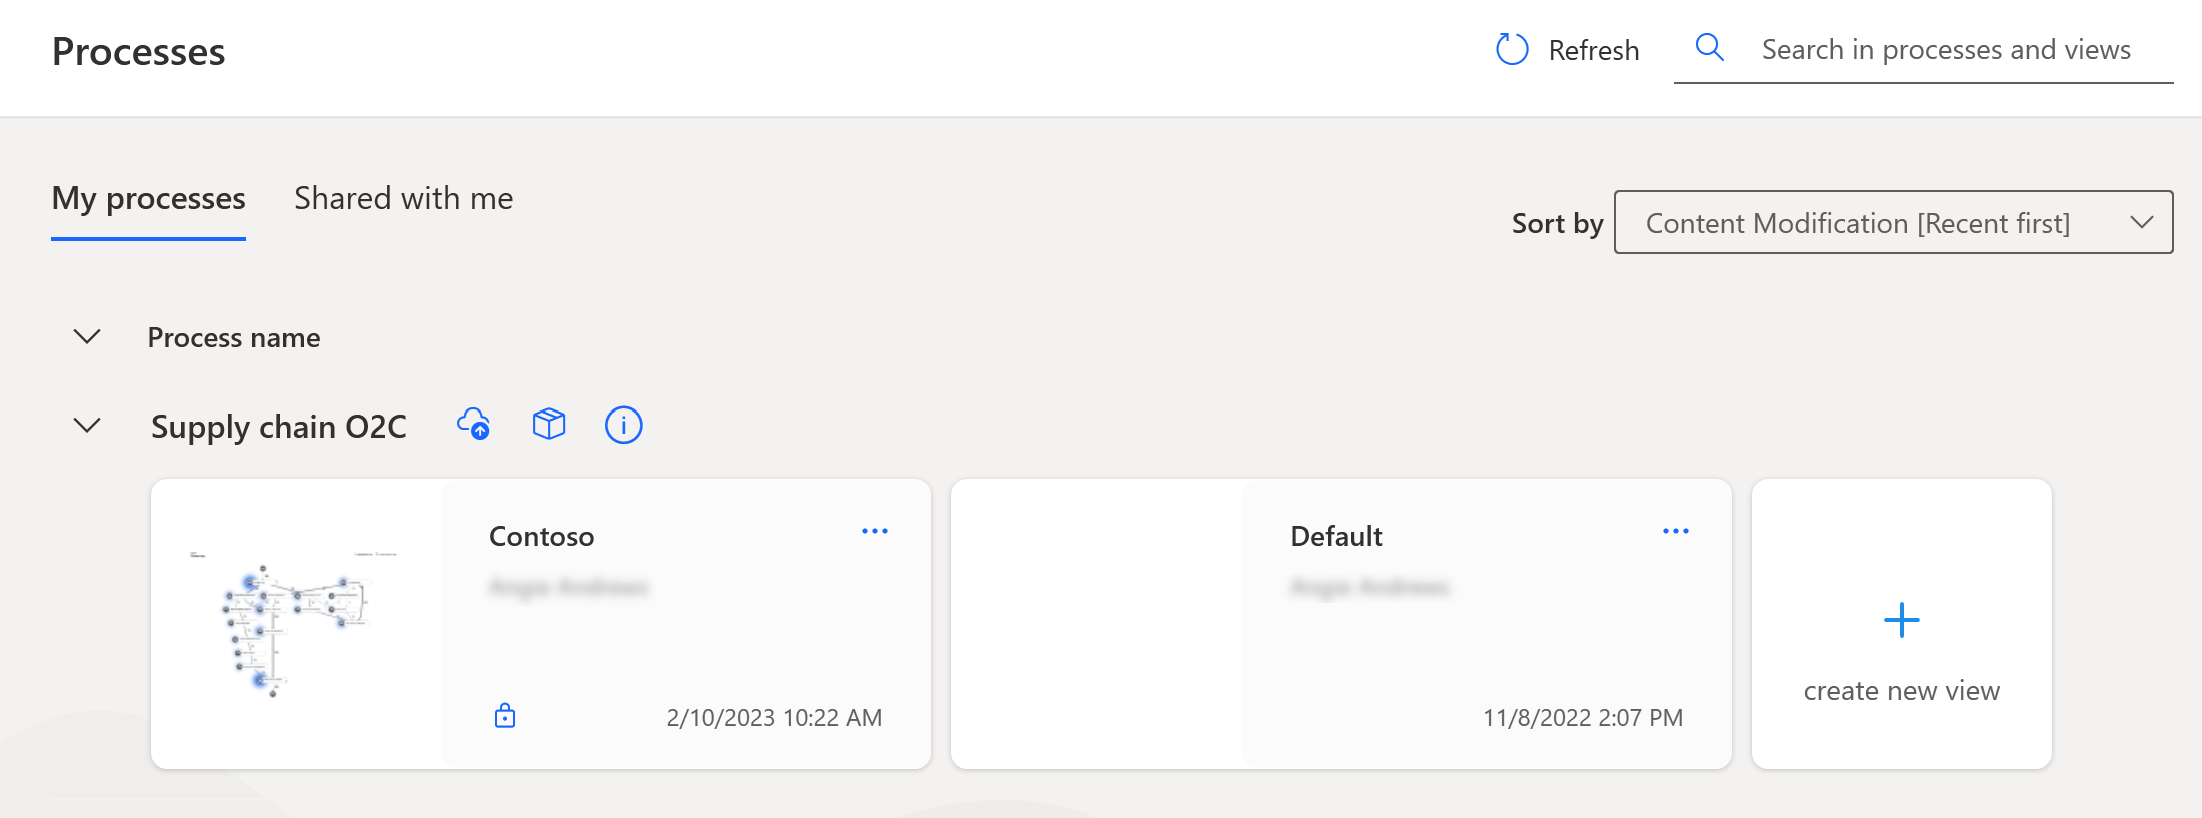 Processes
Refresh
Search in processes and views
My processes
Shared with me
Sort by
Content Modification [Recent first]
Process name
Supply chain O2C
Contoso
2/10/2023 10:22 AM
Default
11/8/2022 2:07 PM
create new view